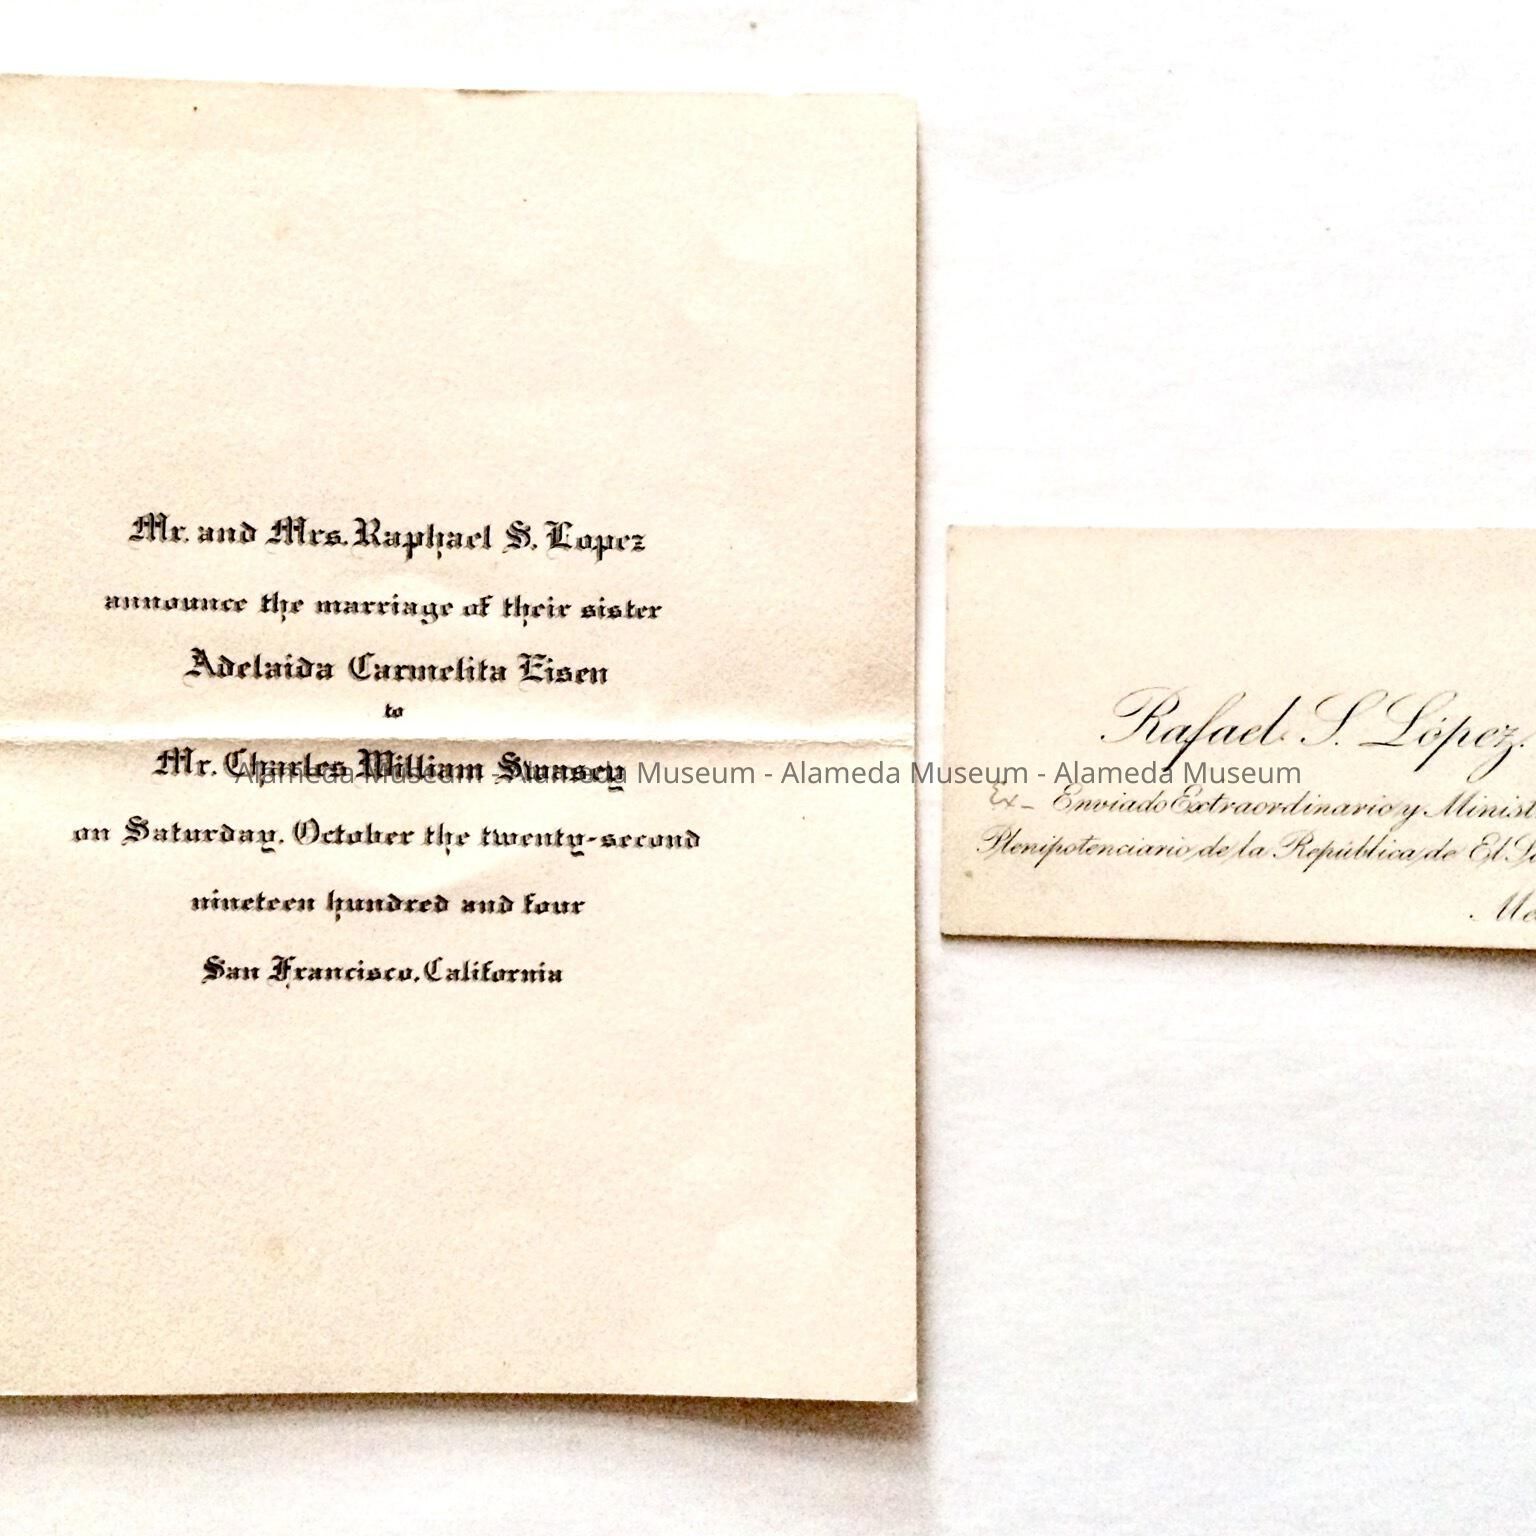 Mr. and Mrs. Raphael S. Lopez
announce the marriage of their sister
Adelaida Carmelita Eisen
to
Mr. Charles William Swasey
on Saturday, October the twenty-second
nineteen hundred and four
San Francisco, California
Rafael S. López.
Ex- Enviado Extraordinario y
Plenipotenciario de la República de El
Alameda Museum - Alameda Museum - Alameda Museum - Alameda Museum